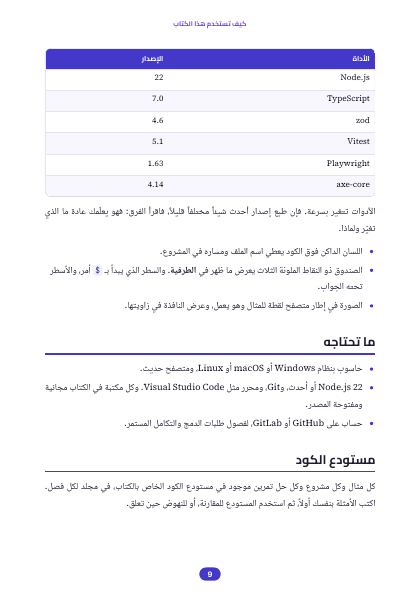 كيف تستخدم هذا الكتاب
الأداة الإصدار
Node.js 22
TypeScript 7.0
zod 4.6
Vitest 5.1
Playwright 1.63
axe-core 4.14
الأدوات تتغير بسرعة. فإن طبع إصدار أحدث شيئاً مختلفاً قليلاً، فاقرأ الفرق: فهو يعلّمك عادة ما الذي
تغيّر ولماذا.
• اللسان الداكن فوق الكود يعطي اسم الملف ومساره في المشروع.
• الصندوق ذو النقاط الملونة الثلاث يعرض ما ظهر في الطرفية. والسطر الذي يبدأ بـ $ أمر، والأسطر
تحته الجواب.
• الصورة في إطار متصفح لقطة للمثال وهو يعمل، وعرض النافذة في زاويتها.
ما تحتاجه
• حاسوب بنظام Windows أو macOS أو Linux، ومتصفح حديث.
• Node.js 22 أو أحدث، وGit، ومحرر مثل Visual Studio Code. وكل مكتبة في الكتاب مجانية
ومفتوحة المصدر.
• حساب على GitHub أو GitLab، لفصول طلبات الدمج والتكامل المستمر.
مستودع الكود
كل مثال وكل مشروع وكل حل تمرين موجود في مستودع الكود الخاص بالكتاب، في مجلد لكل فصل.
اكتب الأمثلة بنفسك أولاً، ثم استخدم المستودع للمقارنة، أو للنهوض حين تعلق.
9